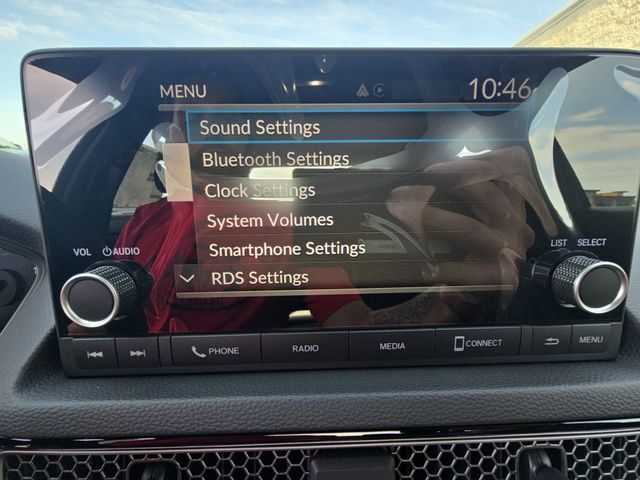 MENU 10:46
Sound Settings
Bluetooth Settings
Clock Settings
System Volumes
Smartphone Settings
RDS Settings
VOL AUDIO LIST SELECT
PHONE RADIO MEDIA CONNECT MENU